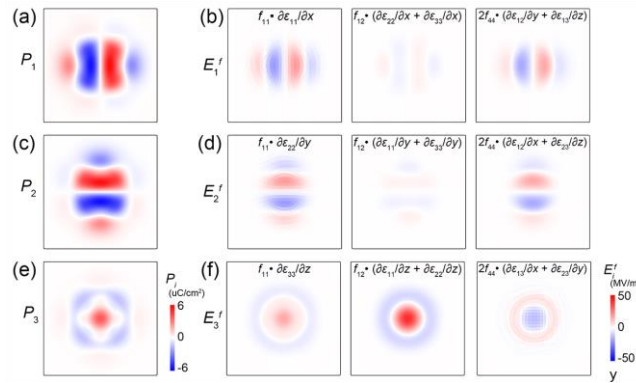 (a) (b) f₁₁• ∂ε₁₁/∂x f₁₂• (∂ε₂₂/∂x + ∂ε₃₃/∂x) 2f₄₄• (∂ε₁₂/∂y + ∂ε₁₃/∂z)
P₁ E₁ᶠ
(c) (d) f₁₁• ∂ε₂₂/∂y f₁₂• (∂ε₁₁/∂y + ∂ε₃₃/∂y) 2f₄₄• (∂ε₁₂/∂x + ∂ε₂₃/∂z)
P₂ E₂ᶠ
(e) (f) f₁₁• ∂ε₃₃/∂z f₁₂• (∂ε₁₁/∂z + ∂ε₂₂/∂z) 2f₄₄• (∂ε₁₃/∂x + ∂ε₂₃/∂y)
Pᵢ Eᵢᶠ
(uC/cm²) (MV/m
6 50
P₃ E₃ᶠ
0 0
-6 -50
y